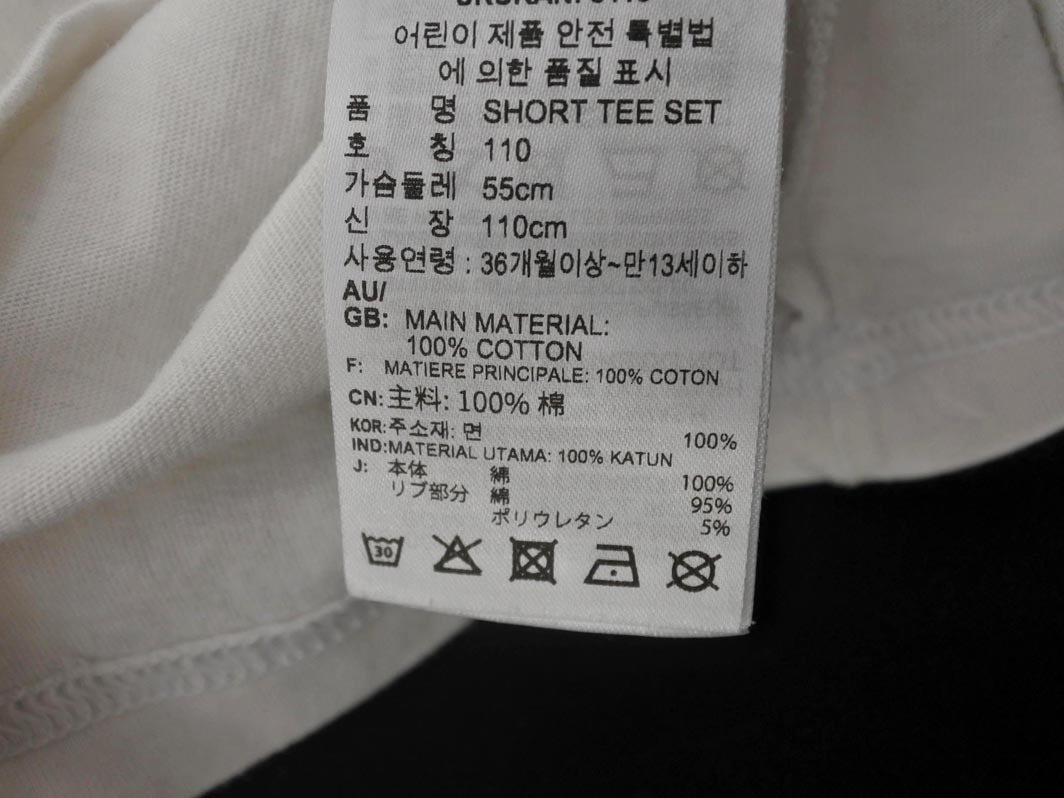 어린이 제품 안전 특별법
에 의한 품질 표시
품 명 SHORT TEE SET
호 칭 110
가슴둘레 55cm
신 장 110cm
사용연령 : 36개월이상~만13세이하
AU/
GB: MAIN MATERIAL:
100% COTTON
F: MATIERE PRINCIPALE: 100% COTON
CN: 主料: 100% 棉
KOR: 주소재: 면 100%
IND: MATERIAL UTAMA: 100% KATUN
J: 本体 綿 100%
リブ部分 綿 95%
ポリウレタン 5%
30